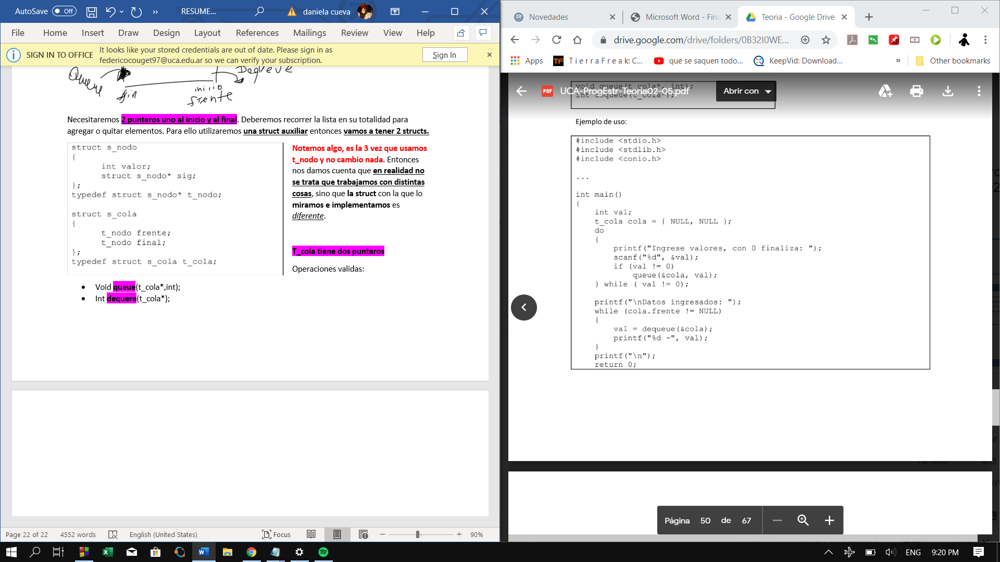 AutoSave Off RESUME... daniela cueva
File Home Insert Draw Design Layout References Mailings Review View Help
SIGN IN TO OFFICE It looks like your stored credentials are out of date. Please sign in as
federicocouget97@uca.edu.ar so we can verify your subscription.
Sign In
Queue
fin
inicio
frente
Dequeue
Necesitaremos 2 punteros uno al inicio y al final. Deberemos recorrer la lista en su totalidad para
agregar o quitar elementos. Para ello utilizaremos una struct auxiliar entonces vamos a tener 2 structs.
struct s_nodo
{
int valor;
struct s_nodo* sig;
};
typedef struct s_nodo* t_nodo;
struct s_cola
{
t_nodo frente;
t_nodo final;
};
typedef struct s_cola t_cola;
Notemos algo, es la 3 vez que usamos
t_nodo y no cambio nada. Entonces
nos damos cuenta que en realidad no
se trata que trabajamos con distintas
cosas, sino que la struct con la que lo
miramos e implementamos es
diferente.
T_cola tiene dos punteros
Operaciones validas:
• Void queue(t_cola*,int);
• Int dequere(t_cola*);
Page 22 of 22 4552 words English (United States) Focus 90%
Novedades Microsoft Word - Fina Teoria - Google Drive
drive.google.com/drive/folders/0B32I0WE...
Apps TF T i e r r a F r e a k: C... que se saquen todo... KeepVid: Download... » Other bookmarks
void queue(t_cola*, int);
int dequeue(t_cola*);
PDF UCA-ProgEstr-Teoria02-05.pdf Abrir con
Ejemplo de uso:
#include <stdio.h>
#include <stdlib.h>
#include <conio.h>
...
int main()
{
int val;
t_cola cola = { NULL, NULL };
do
{
printf("Ingrese valores, con 0 finaliza: ");
scanf("%d", &val);
if (val != 0)
queue(&cola, val);
} while ( val != 0);
printf("\nDatos ingresados: ");
while (cola.frente != NULL)
{
val = dequeue(&cola);
printf("%d -", val);
}
printf("\n");
return 0;
Página 50 de 67
ENG 9:20 PM